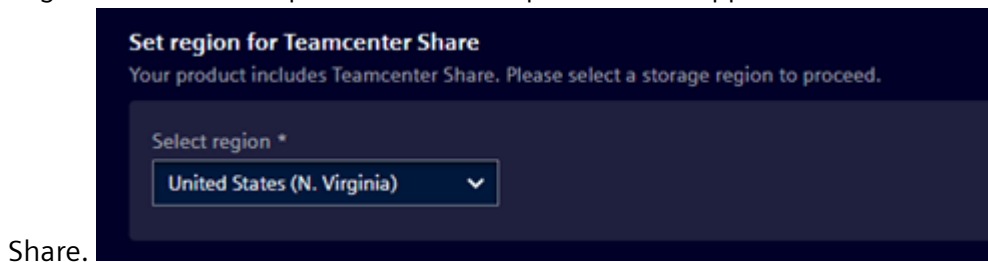 Set region for Teamcenter Share
Your product includes Teamcenter Share. Please select a storage region to proceed.
Select region *
United States (N. Virginia)
Share.